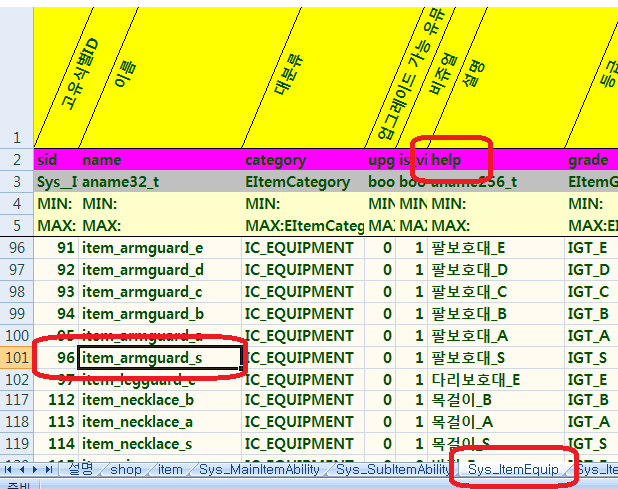 고유식별ID 이름 대분류 업그레이드 가능 유무 비쥬얼 설명 등급
1
2 sid name category upg is vi help grade
3 Sys_I aname32_t EItemCategory boo boo aname256_t EItemG
4 MIN: MIN: MIN: MIN: MIN: MIN:
5 MAX: MAX: MAX:EItemCateg MAX MAX MAX: MAX:EI
96 91 item_armguard_e IC_EQUIPMENT 0 1 팔보호대_E IGT_E
97 92 item_armguard_d IC_EQUIPMENT 0 1 팔보호대_D IGT_D
98 93 item_armguard_c IC_EQUIPMENT 0 1 팔보호대_C IGT_C
99 94 item_armguard_b IC_EQUIPMENT 0 1 팔보호대_B IGT_B
100 95 item_armguard_a IC_EQUIPMENT 0 1 팔보호대_A IGT_A
101 96 item_armguard_s IC_EQUIPMENT 0 1 팔보호대_S IGT_S
102 97 item_legguard_e IC_EQUIPMENT 0 1 다리보호대_E IGT_E
117 112 item_necklace_b IC_EQUIPMENT 0 1 목걸이_B IGT_B
118 113 item_necklace_a IC_EQUIPMENT 0 1 목걸이_A IGT_A
119 114 item_necklace_s IC_EQUIPMENT 0 1 목걸이_S IGT_S
설명 shop item Sys_MainItemAbility Sys_SubItemAbility Sys_ItemEquip
준비